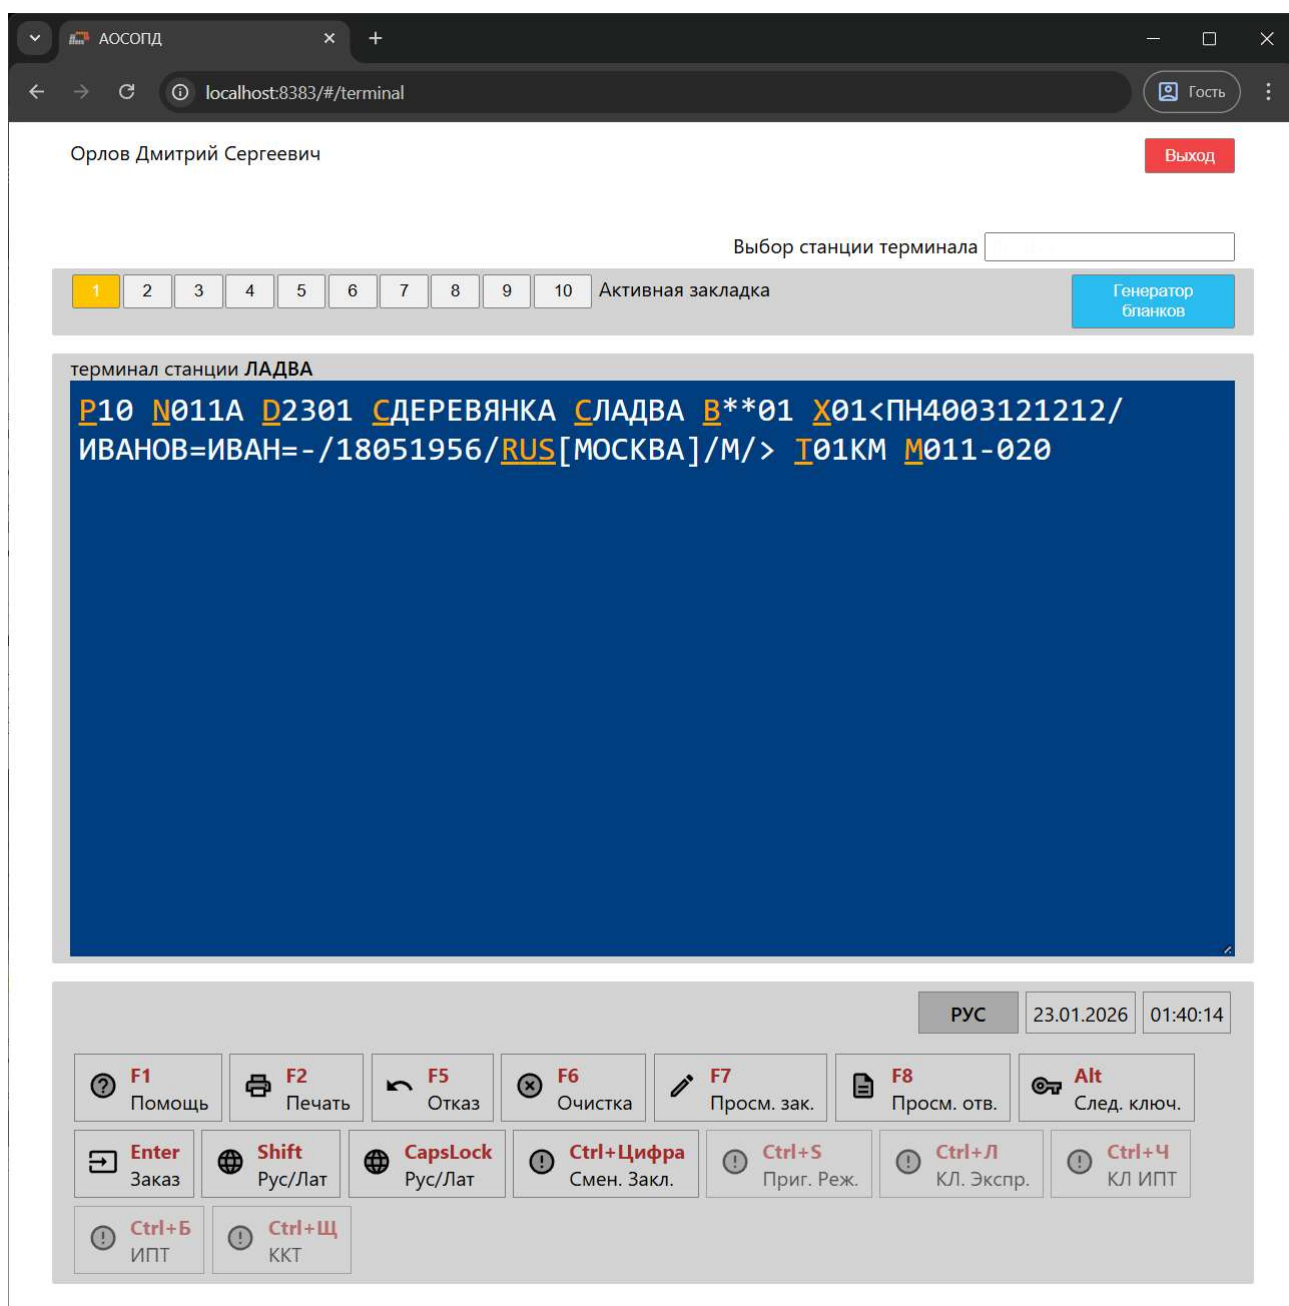 АОСОПД
localhost:8383/#/terminal
Гость
Орлов Дмитрий Сергеевич
Выход
Выбор станции терминала
1 2 3 4 5 6 7 8 9 10 Активная закладка
Генератор
бланков
терминал станции ЛАДВА
P10 N011А D2301 СДЕРЕВЯНКА СЛАДВА В**01 X01<ПН4003121212/
ИВАНОВ=ИВАН=-/18051956/RUS[МОСКВА]/М/> T01КМ М011-020
РУС 23.01.2026 01:40:14
F1 F2 F5 F6 F7 F8 Alt
Помощь Печать Отказ Очистка Просм. зак. Просм. отв. След. ключ.
Enter Shift CapsLock Ctrl+Цифра Ctrl+S Ctrl+Л Ctrl+Ч
Заказ Рус/Лат Рус/Лат Смен. Закл. Приг. Реж. КЛ. Экспр. КЛ ИПТ
Ctrl+Б Ctrl+Щ
ИПТ ККТ